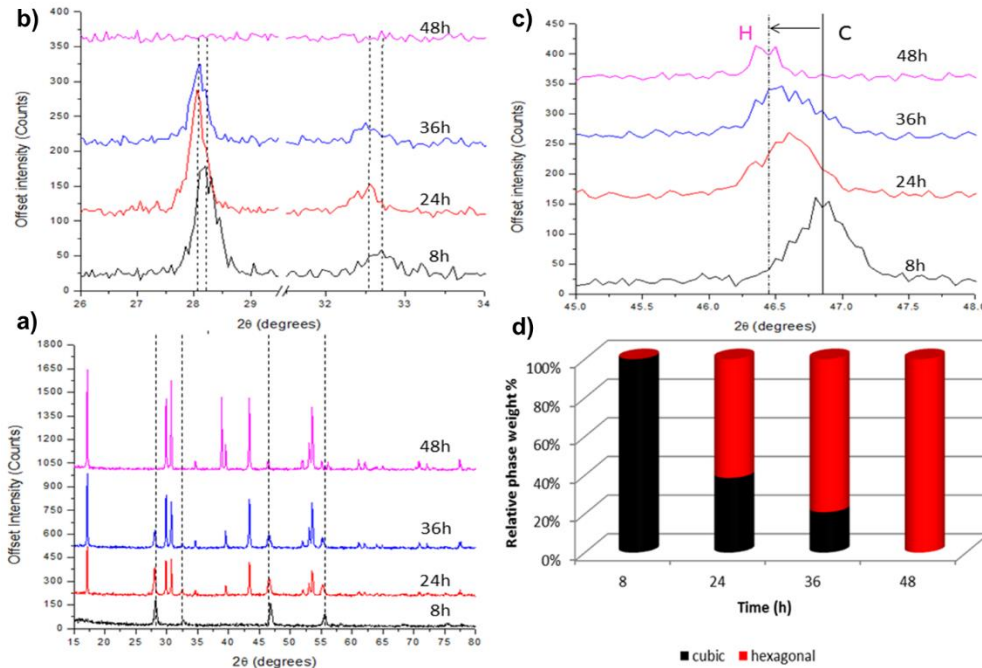 b)
400
350
300
250
200
150
100
50
0
Offset intensity (Counts)
48h
36h
24h
8h
26 27 28 29 32 33 34
2θ (degrees)
c)
450
400
350
300
250
200
150
100
50
0
Offset intensity (Counts)
H C
48h
36h
24h
8h
45.0 45.5 46.0 46.5 47.0 47.5 48.0
2θ (degrees)
a)
1800
1650
1500
1350
1200
1050
900
750
600
450
300
150
0
Offset Intensity (Counts)
48h
36h
24h
8h
15 20 25 30 35 40 45 50 55 60 65 70 75 80
2θ (degrees)
d)
100%
80%
60%
40%
20%
0%
Relative phase weight %
8 24 36 48
Time (h)
cubic hexagonal